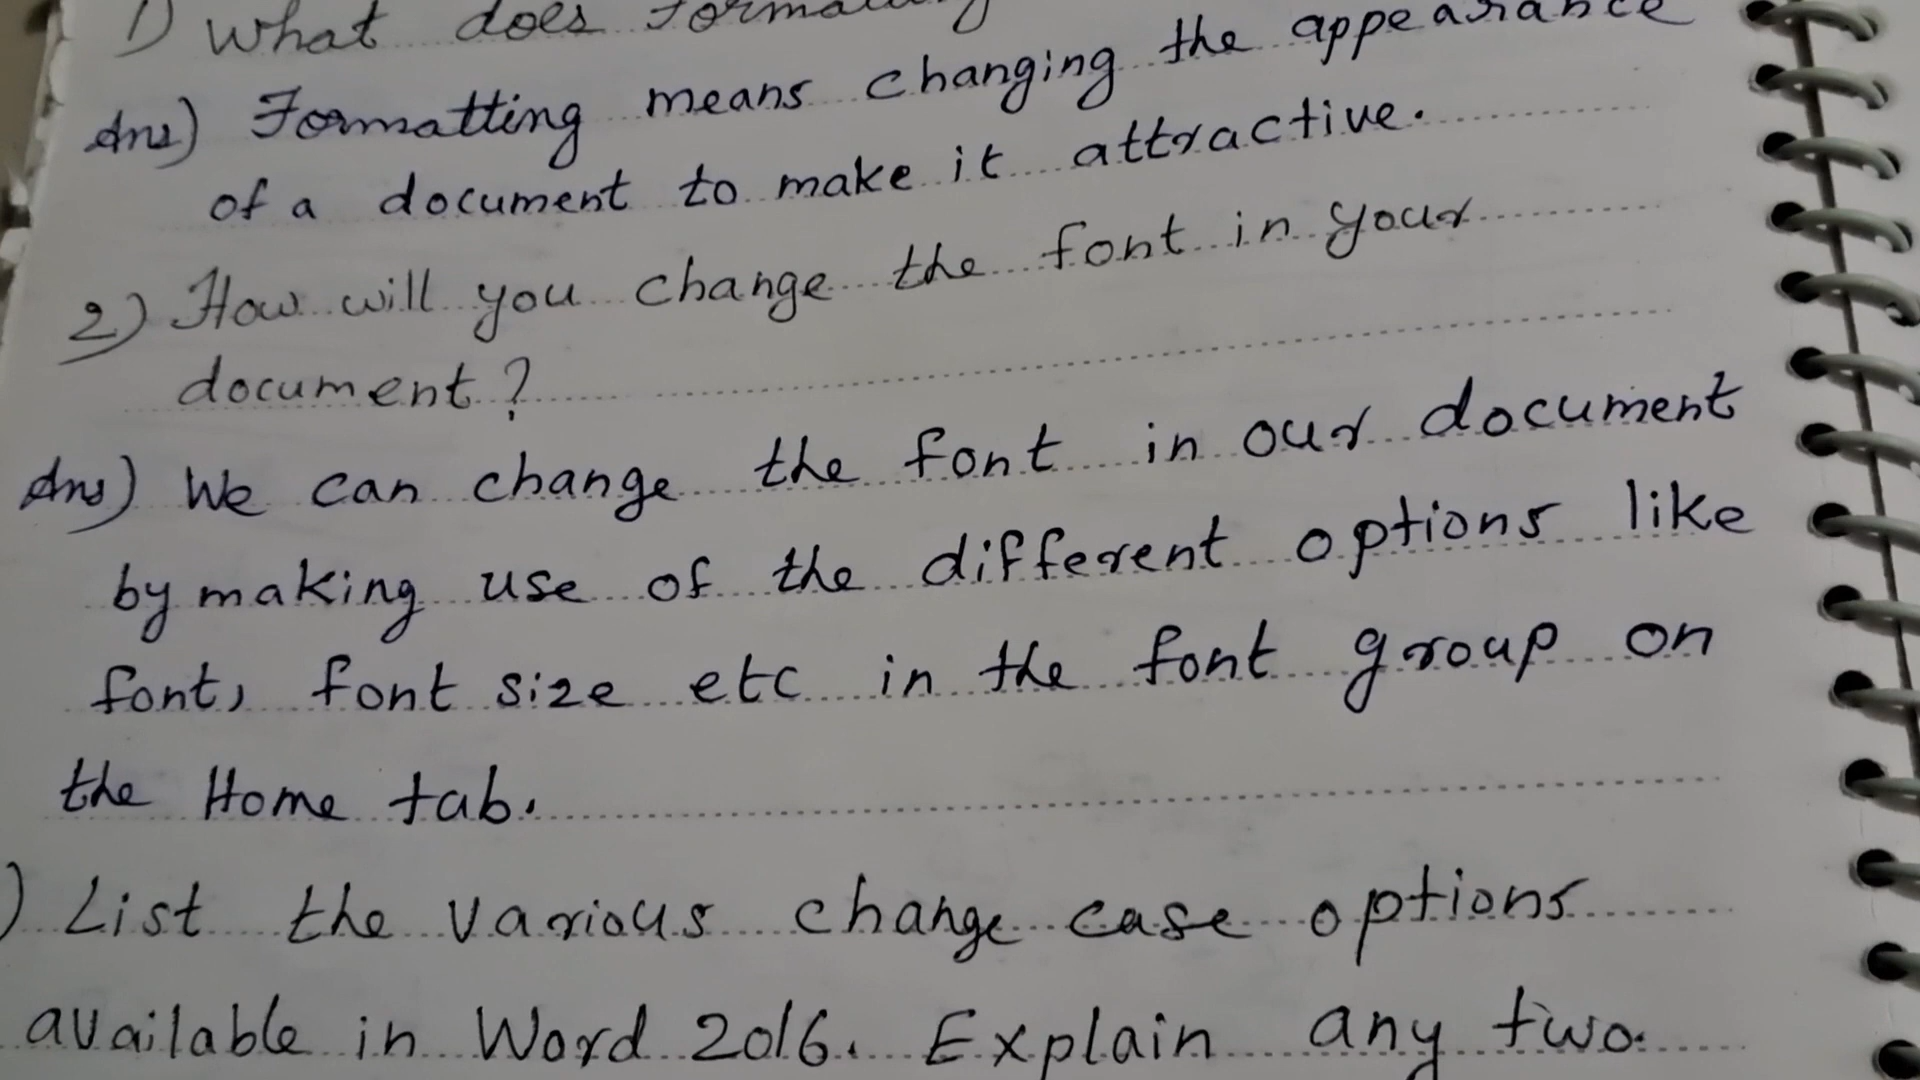 1) What does
Ans) Formatting means changing the appearance
of a document to make it attractive.
2) How will you change the font in your
document?
Ans) We can change the font in our document
by making use of the different options like
font, font size etc in the font group on
the Home tab.
) List the various change case options
available in Word 2016. Explain any two.